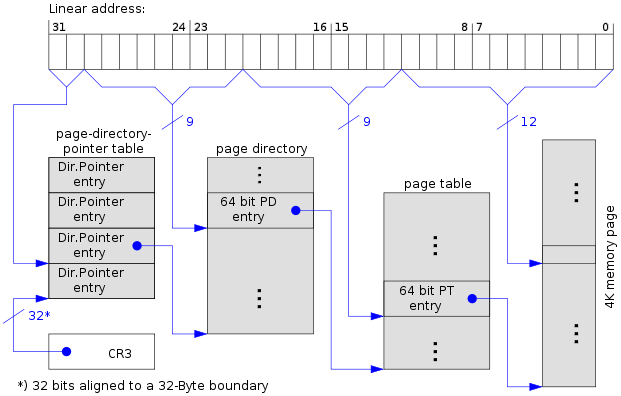 Linear address:
31 24 23 16 15 8 7 0
9 9 12
page-directory-
pointer table
page directory
page table
Dir.Pointer
entry
Dir.Pointer
entry
Dir.Pointer
entry
Dir.Pointer
entry
64 bit PD
entry
64 bit PT
entry
4K memory page
32*
CR3
*) 32 bits aligned to a 32-Byte boundary